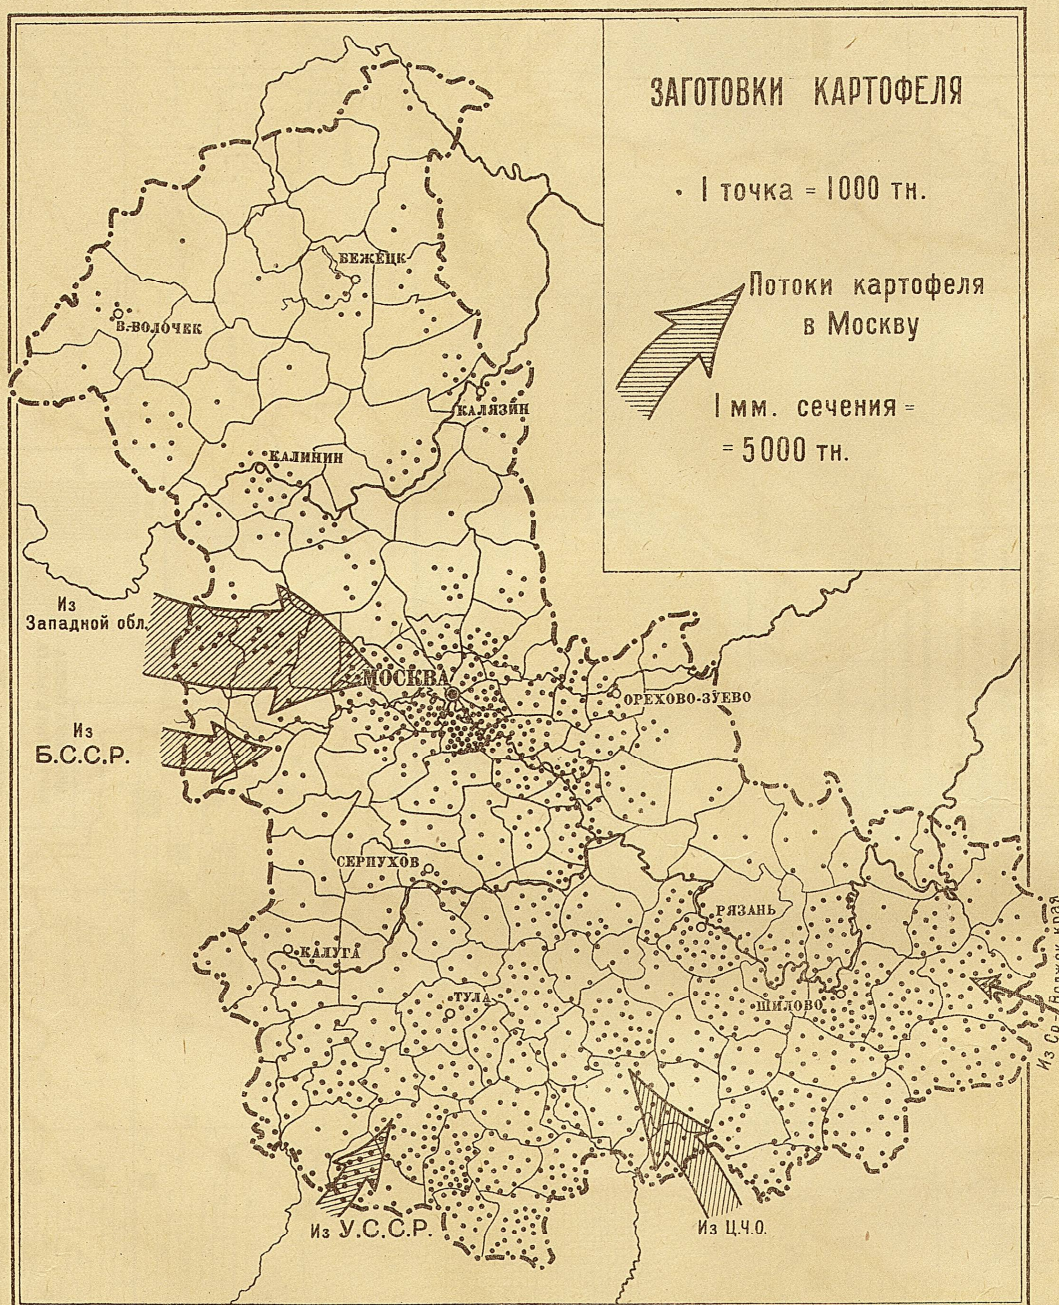 ЗАГОТОВКИ КАРТОФЕЛЯ
1 точка = 1000 тн.
Потоки картофеля
в Москву
1 мм. сечения =
= 5000 тн.
БЕЖЕЦК
В.-ВОЛОЧЕК
КАЛЯЗИН
КАЛИНИН
Из
Западной обл.
МОСКВА
ОРЕХОВО-ЗУЕВО
Из
Б.С.С.Р.
СЕРПУХОВ
РЯЗАНЬ
КАЛУГА
ТУЛА
ШИЛОВО
Из Ср.-Волжск. края
Из У.С.С.Р.
Из Ц.Ч.О.